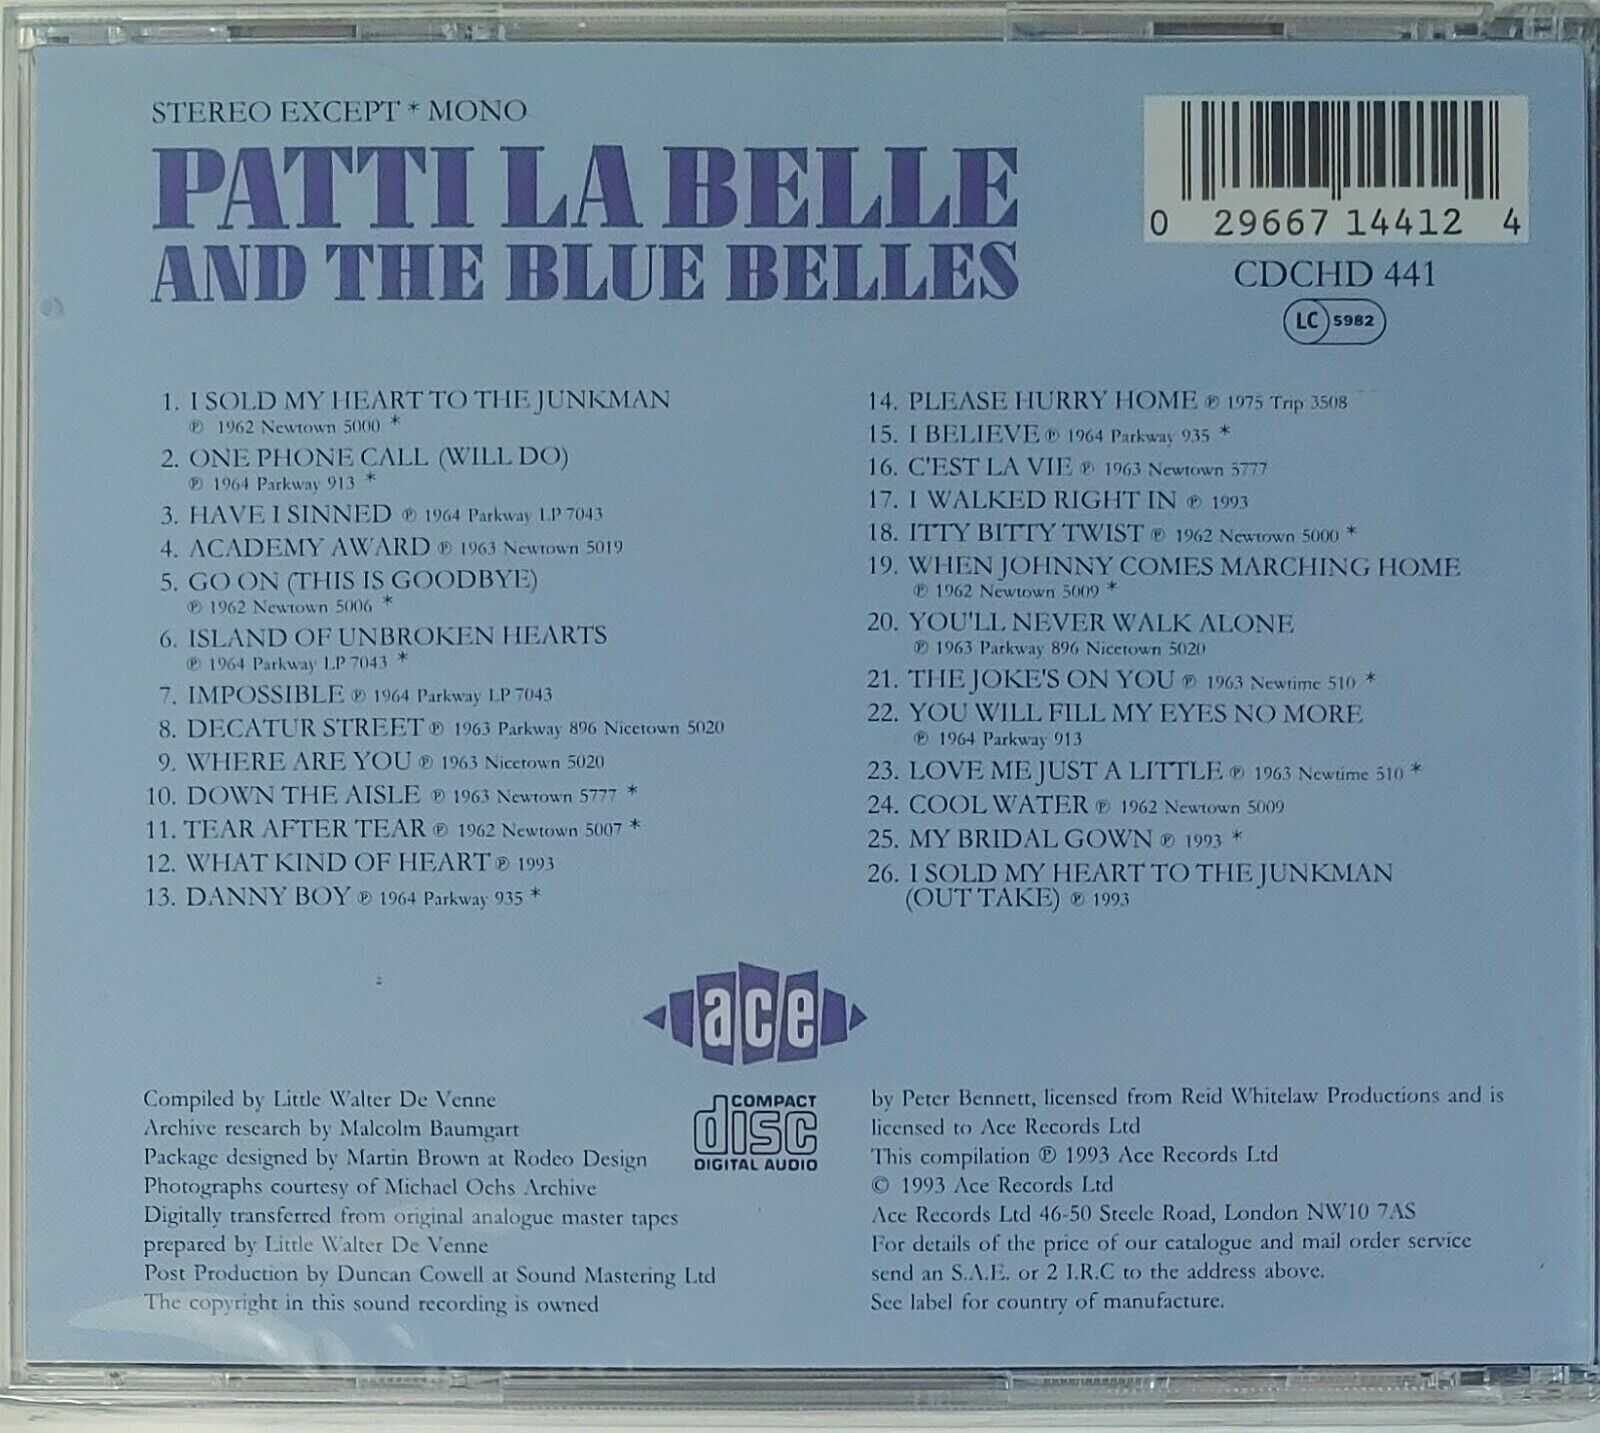 STEREO EXCEPT * MONO
PATTI LA BELLE
AND THE BLUE BELLES
0 29667 14412 4
CDCHD 441
LC 5982
1. I SOLD MY HEART TO THE JUNKMAN
℗ 1962 Newtown 5000 *
2. ONE PHONE CALL (WILL DO)
℗ 1964 Parkway 913 *
3. HAVE I SINNED ℗ 1964 Parkway LP 7043
4. ACADEMY AWARD ℗ 1963 Newtown 5019
5. GO ON (THIS IS GOODBYE)
℗ 1962 Newtown 5006 *
6. ISLAND OF UNBROKEN HEARTS
℗ 1964 Parkway LP 7043 *
7. IMPOSSIBLE ℗ 1964 Parkway LP 7043
8. DECATUR STREET ℗ 1963 Parkway 896 Nicetown 5020
9. WHERE ARE YOU ℗ 1963 Nicetown 5020
10. DOWN THE AISLE ℗ 1963 Newtown 5777 *
11. TEAR AFTER TEAR ℗ 1962 Newtown 5007 *
12. WHAT KIND OF HEART ℗ 1993
13. DANNY BOY ℗ 1964 Parkway 935 *
14. PLEASE HURRY HOME ℗ 1975 Trip 3508
15. I BELIEVE ℗ 1964 Parkway 935 *
16. C'EST LA VIE ℗ 1963 Newtown 5777
17. I WALKED RIGHT IN ℗ 1993
18. ITTY BITTY TWIST ℗ 1962 Newtown 5000 *
19. WHEN JOHNNY COMES MARCHING HOME
℗ 1962 Newtown 5009 *
20. YOU'LL NEVER WALK ALONE
℗ 1963 Parkway 896 Nicetown 5020
21. THE JOKE'S ON YOU ℗ 1963 Newtime 510 *
22. YOU WILL FILL MY EYES NO MORE
℗ 1964 Parkway 913
23. LOVE ME JUST A LITTLE ℗ 1963 Newtime 510 *
24. COOL WATER ℗ 1962 Newtown 5009
25. MY BRIDAL GOWN ℗ 1993 *
26. I SOLD MY HEART TO THE JUNKMAN
(OUT TAKE) ℗ 1993
ace
Compiled by Little Walter De Venne
Archive research by Malcolm Baumgart
Package designed by Martin Brown at Rodeo Design
Photographs courtesy of Michael Ochs Archive
Digitally transferred from original analogue master tapes
prepared by Little Walter De Venne
Post Production by Duncan Cowell at Sound Mastering Ltd
The copyright in this sound recording is owned
COMPACT
disc
DIGITAL AUDIO
by Peter Bennett, licensed from Reid Whitelaw Productions and is
licensed to Ace Records Ltd
This compilation ℗ 1993 Ace Records Ltd
© 1993 Ace Records Ltd
Ace Records Ltd 46-50 Steele Road, London NW10 7AS
For details of the price of our catalogue and mail order service
send an S.A.E. or 2 I.R.C to the address above.
See label for country of manufacture.